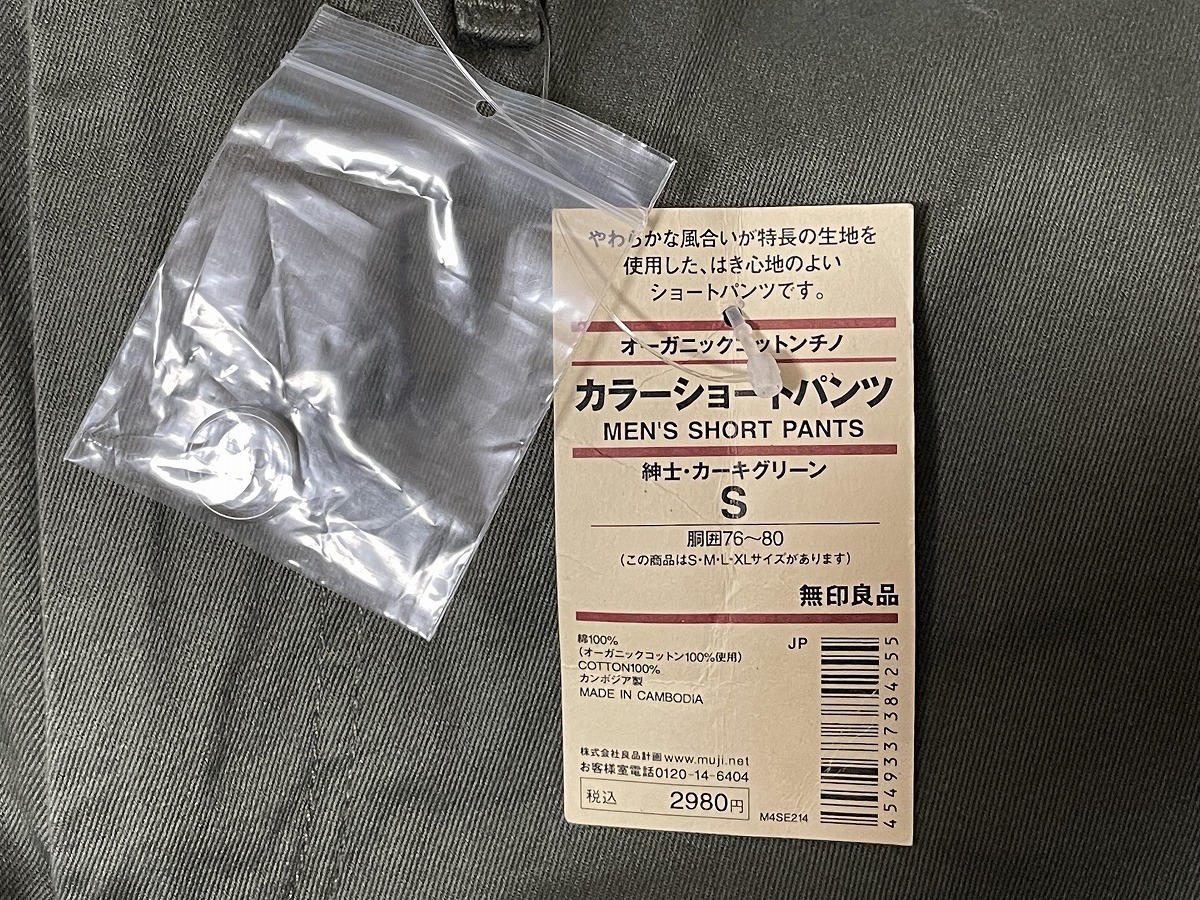 やわらかな風合いが特長の生地を
使用した、はき心地のよい
ショートパンツです。
オーガニックコットンチノ
カラーショートパンツ
MEN'S SHORT PANTS
紳士・カーキグリーン
S
胴囲76〜80
(この商品はS・M・L・XLサイズがあります)
無印良品
綿100%
(オーガニックコットン100%使用)
COTTON100%
カンボジア製
MADE IN CAMBODIA
JP
4549337384255
株式会社良品計画 www.muji.net
お客様室電話0120-14-6404
税込 2980円
M4SE214